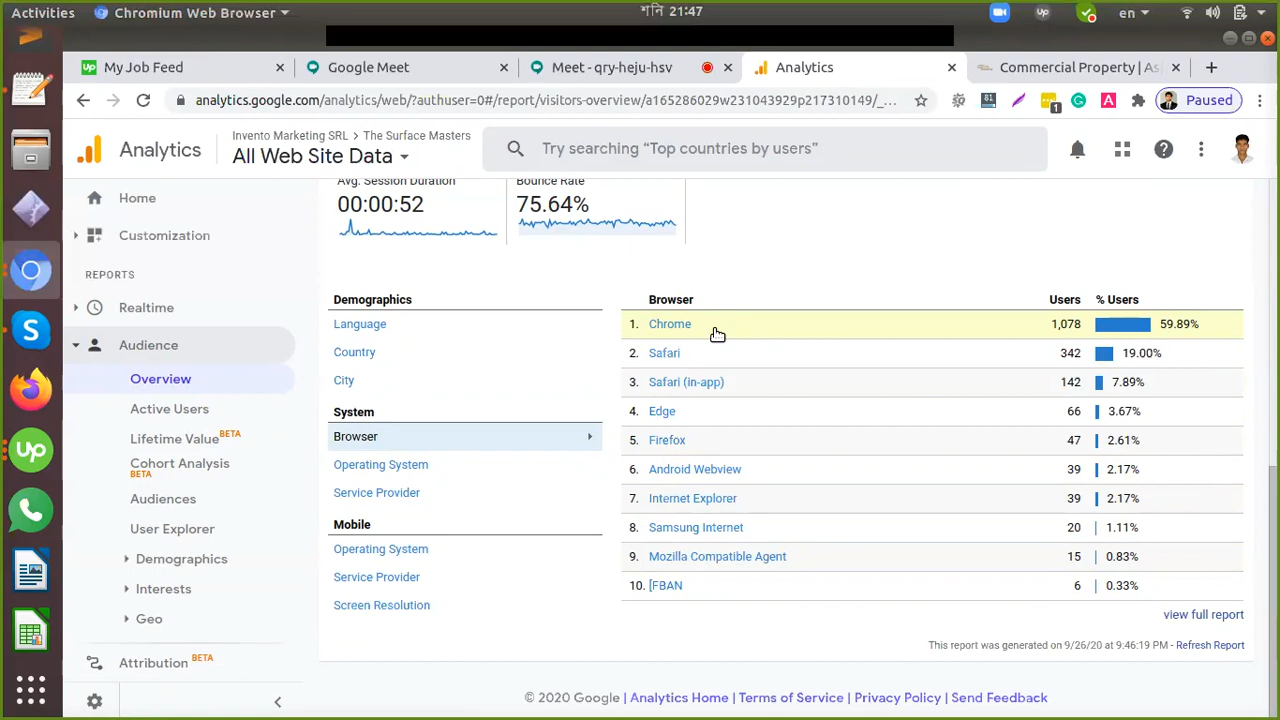 Activities
Chromium Web Browser
শনি 21:47
en
My Job Feed
Google Meet
Meet - qry-heju-hsv
Analytics
Commercial Property | As
analytics.google.com/analytics/web/?authuser=0#/report/visitors-overview/a165286029w231043929p217310149/_...
Paused
Analytics
Invento Marketing SRL > The Surface Masters
All Web Site Data
Try searching “Top countries by users”
Home
Customization
REPORTS
Realtime
Audience
Overview
Active Users
Lifetime Value BETA
Cohort Analysis
BETA
Audiences
User Explorer
Demographics
Interests
Geo
Attribution BETA
Avg. Session Duration
00:00:52
Bounce Rate
75.64%
Demographics
Language
Country
City
System
Browser
Operating System
Service Provider
Mobile
Operating System
Service Provider
Screen Resolution
Browser Users % Users
1. Chrome 1,078 59.89%
2. Safari 342 19.00%
3. Safari (in-app) 142 7.89%
4. Edge 66 3.67%
5. Firefox 47 2.61%
6. Android Webview 39 2.17%
7. Internet Explorer 39 2.17%
8. Samsung Internet 20 1.11%
9. Mozilla Compatible Agent 15 0.83%
10. [FBAN 6 0.33%
view full report
This report was generated on 9/26/20 at 9:46:19 PM - Refresh Report
© 2020 Google | Analytics Home | Terms of Service | Privacy Policy | Send Feedback